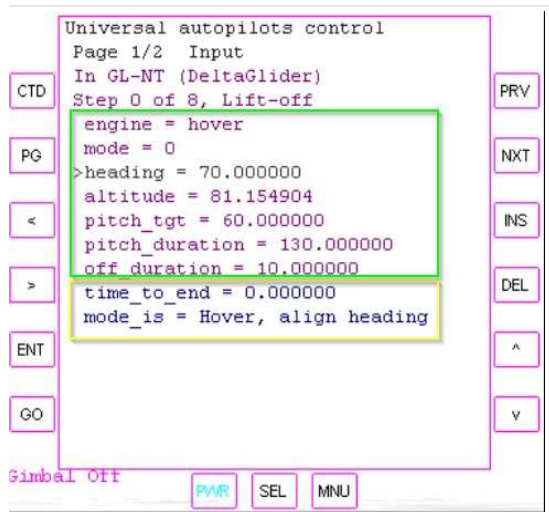 Universal autopilots control
Page 1/2 Input
In GL-NT (DeltaGlider)
Step 0 of 8, Lift-off
engine = hover
mode = 0
>heading = 70.000000
altitude = 81.154904
pitch_tgt = 60.000000
pitch_duration = 130.000000
off_duration = 10.000000
time_to_end = 0.000000
mode_is = Hover, align heading
CTD
PG
<
>
ENT
GO
PRV
NXT
INS
DEL
^
v
Gimbal Off
PWR SEL MNU